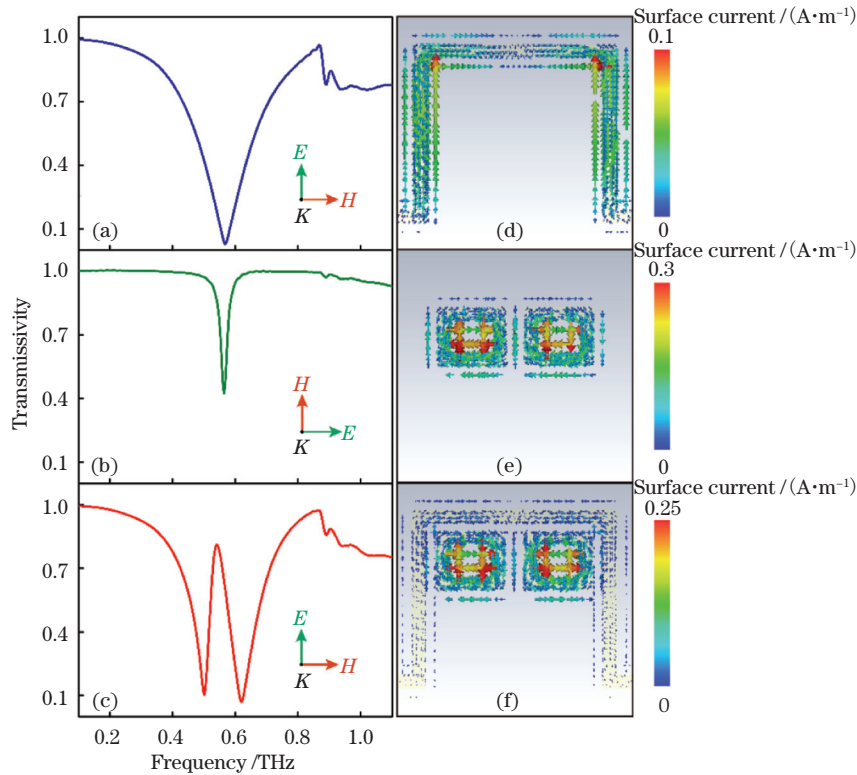 Surface current /(A•m⁻¹)
0.1
0
Surface current /(A•m⁻¹)
0.3
0
Surface current /(A•m⁻¹)
0.25
0
Transmissivity
1.0
0.7
0.4
0.1
(a)
E
H
K
(d)
1.0
0.7
0.4
0.1
(b)
H
E
K
(e)
1.0
0.7
0.4
0.1
(c)
E
H
K
(f)
0.2 0.4 0.6 0.8 1.0
Frequency /THz